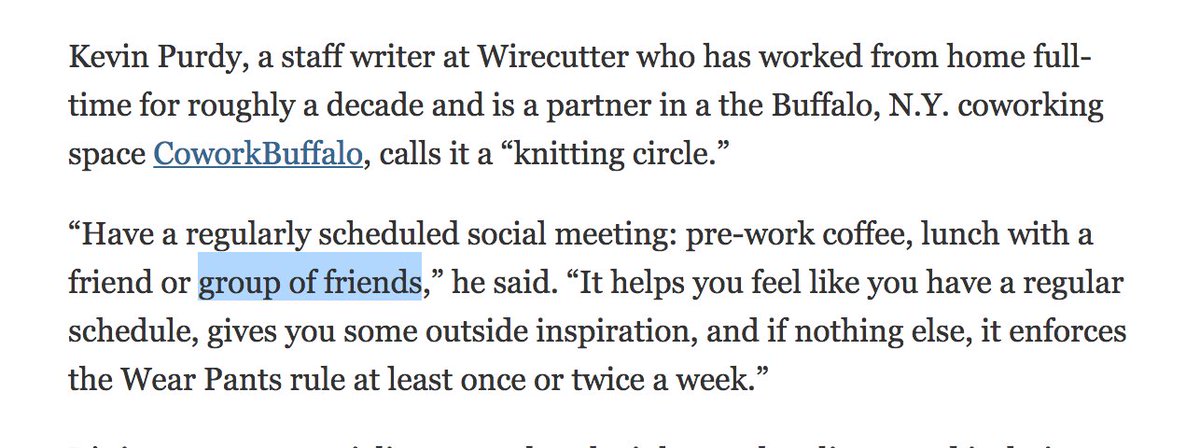 Kevin Purdy, a staff writer at Wirecutter who has worked from home full-
time for roughly a decade and is a partner in a the Buffalo, N.Y. coworking
space CoworkBuffalo, calls it a “knitting circle.”
“Have a regularly scheduled social meeting: pre-work coffee, lunch with a
friend or group of friends,” he said. “It helps you feel like you have a regular
schedule, gives you some outside inspiration, and if nothing else, it enforces
the Wear Pants rule at least once or twice a week.”